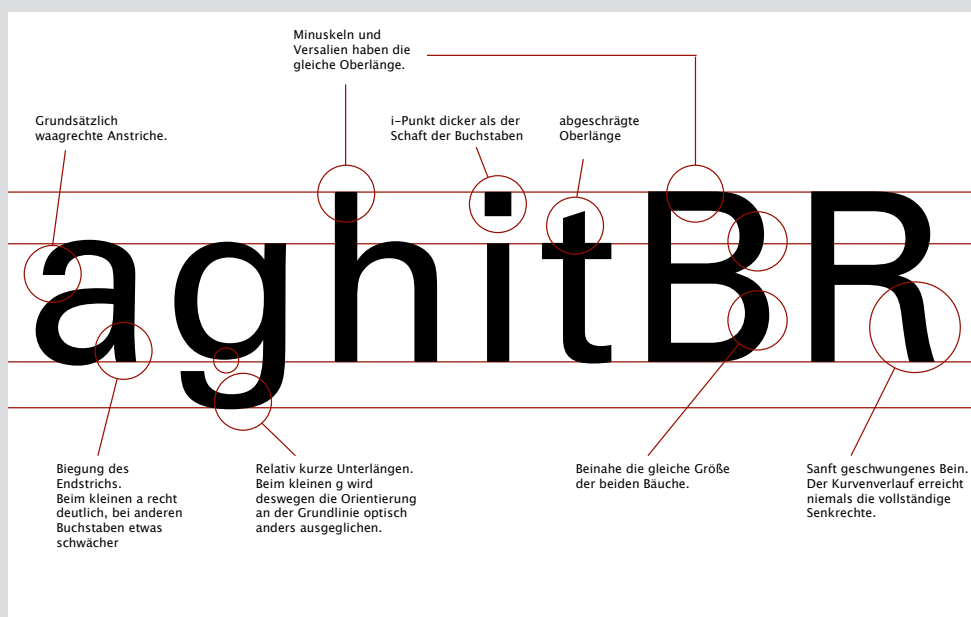 Minuskeln und
Versalien haben die
gleiche Oberlänge.
Grundsätzlich
waagrechte Anstriche.
i-Punkt dicker als der
Schaft der Buchstaben
abgeschrägte
Oberlänge
aghitBR
Biegung des
Endstrichs.
Beim kleinen a recht
deutlich, bei anderen
Buchstaben etwas
schwächer
Relativ kurze Unterlängen.
Beim kleinen g wird
deswegen die Orientierung
an der Grundlinie optisch
anders ausgeglichen.
Beinahe die gleiche Größe
der beiden Bäuche.
Sanft geschwungenes Bein.
Der Kurvenverlauf erreicht
niemals die vollständige
Senkrechte.